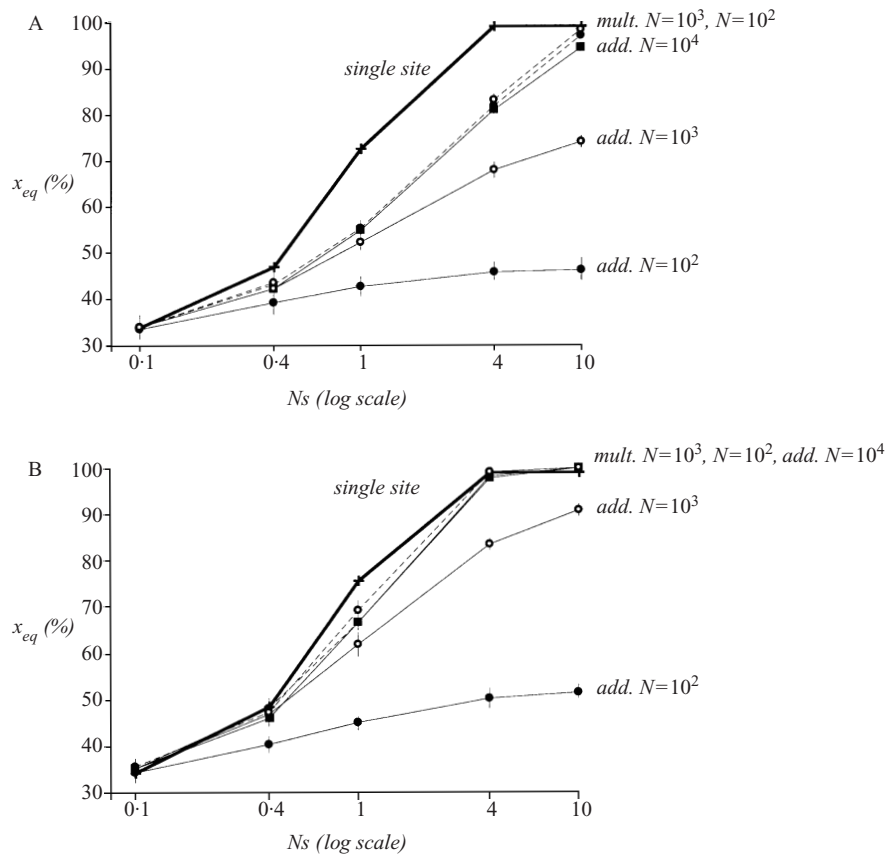 A
mult. N=10³, N=10²
add. N=10⁴
single site
add. N=10³
add. N=10²
x_eq (%)
100
90
80
70
60
50
40
30
0·1 0·4 1 4 10
Ns (log scale)
B
mult. N=10³, N=10², add. N=10⁴
single site
add. N=10³
add. N=10²
x_eq (%)
100
90
80
70
60
50
40
30
0·1 0·4 1 4 10
Ns (log scale)